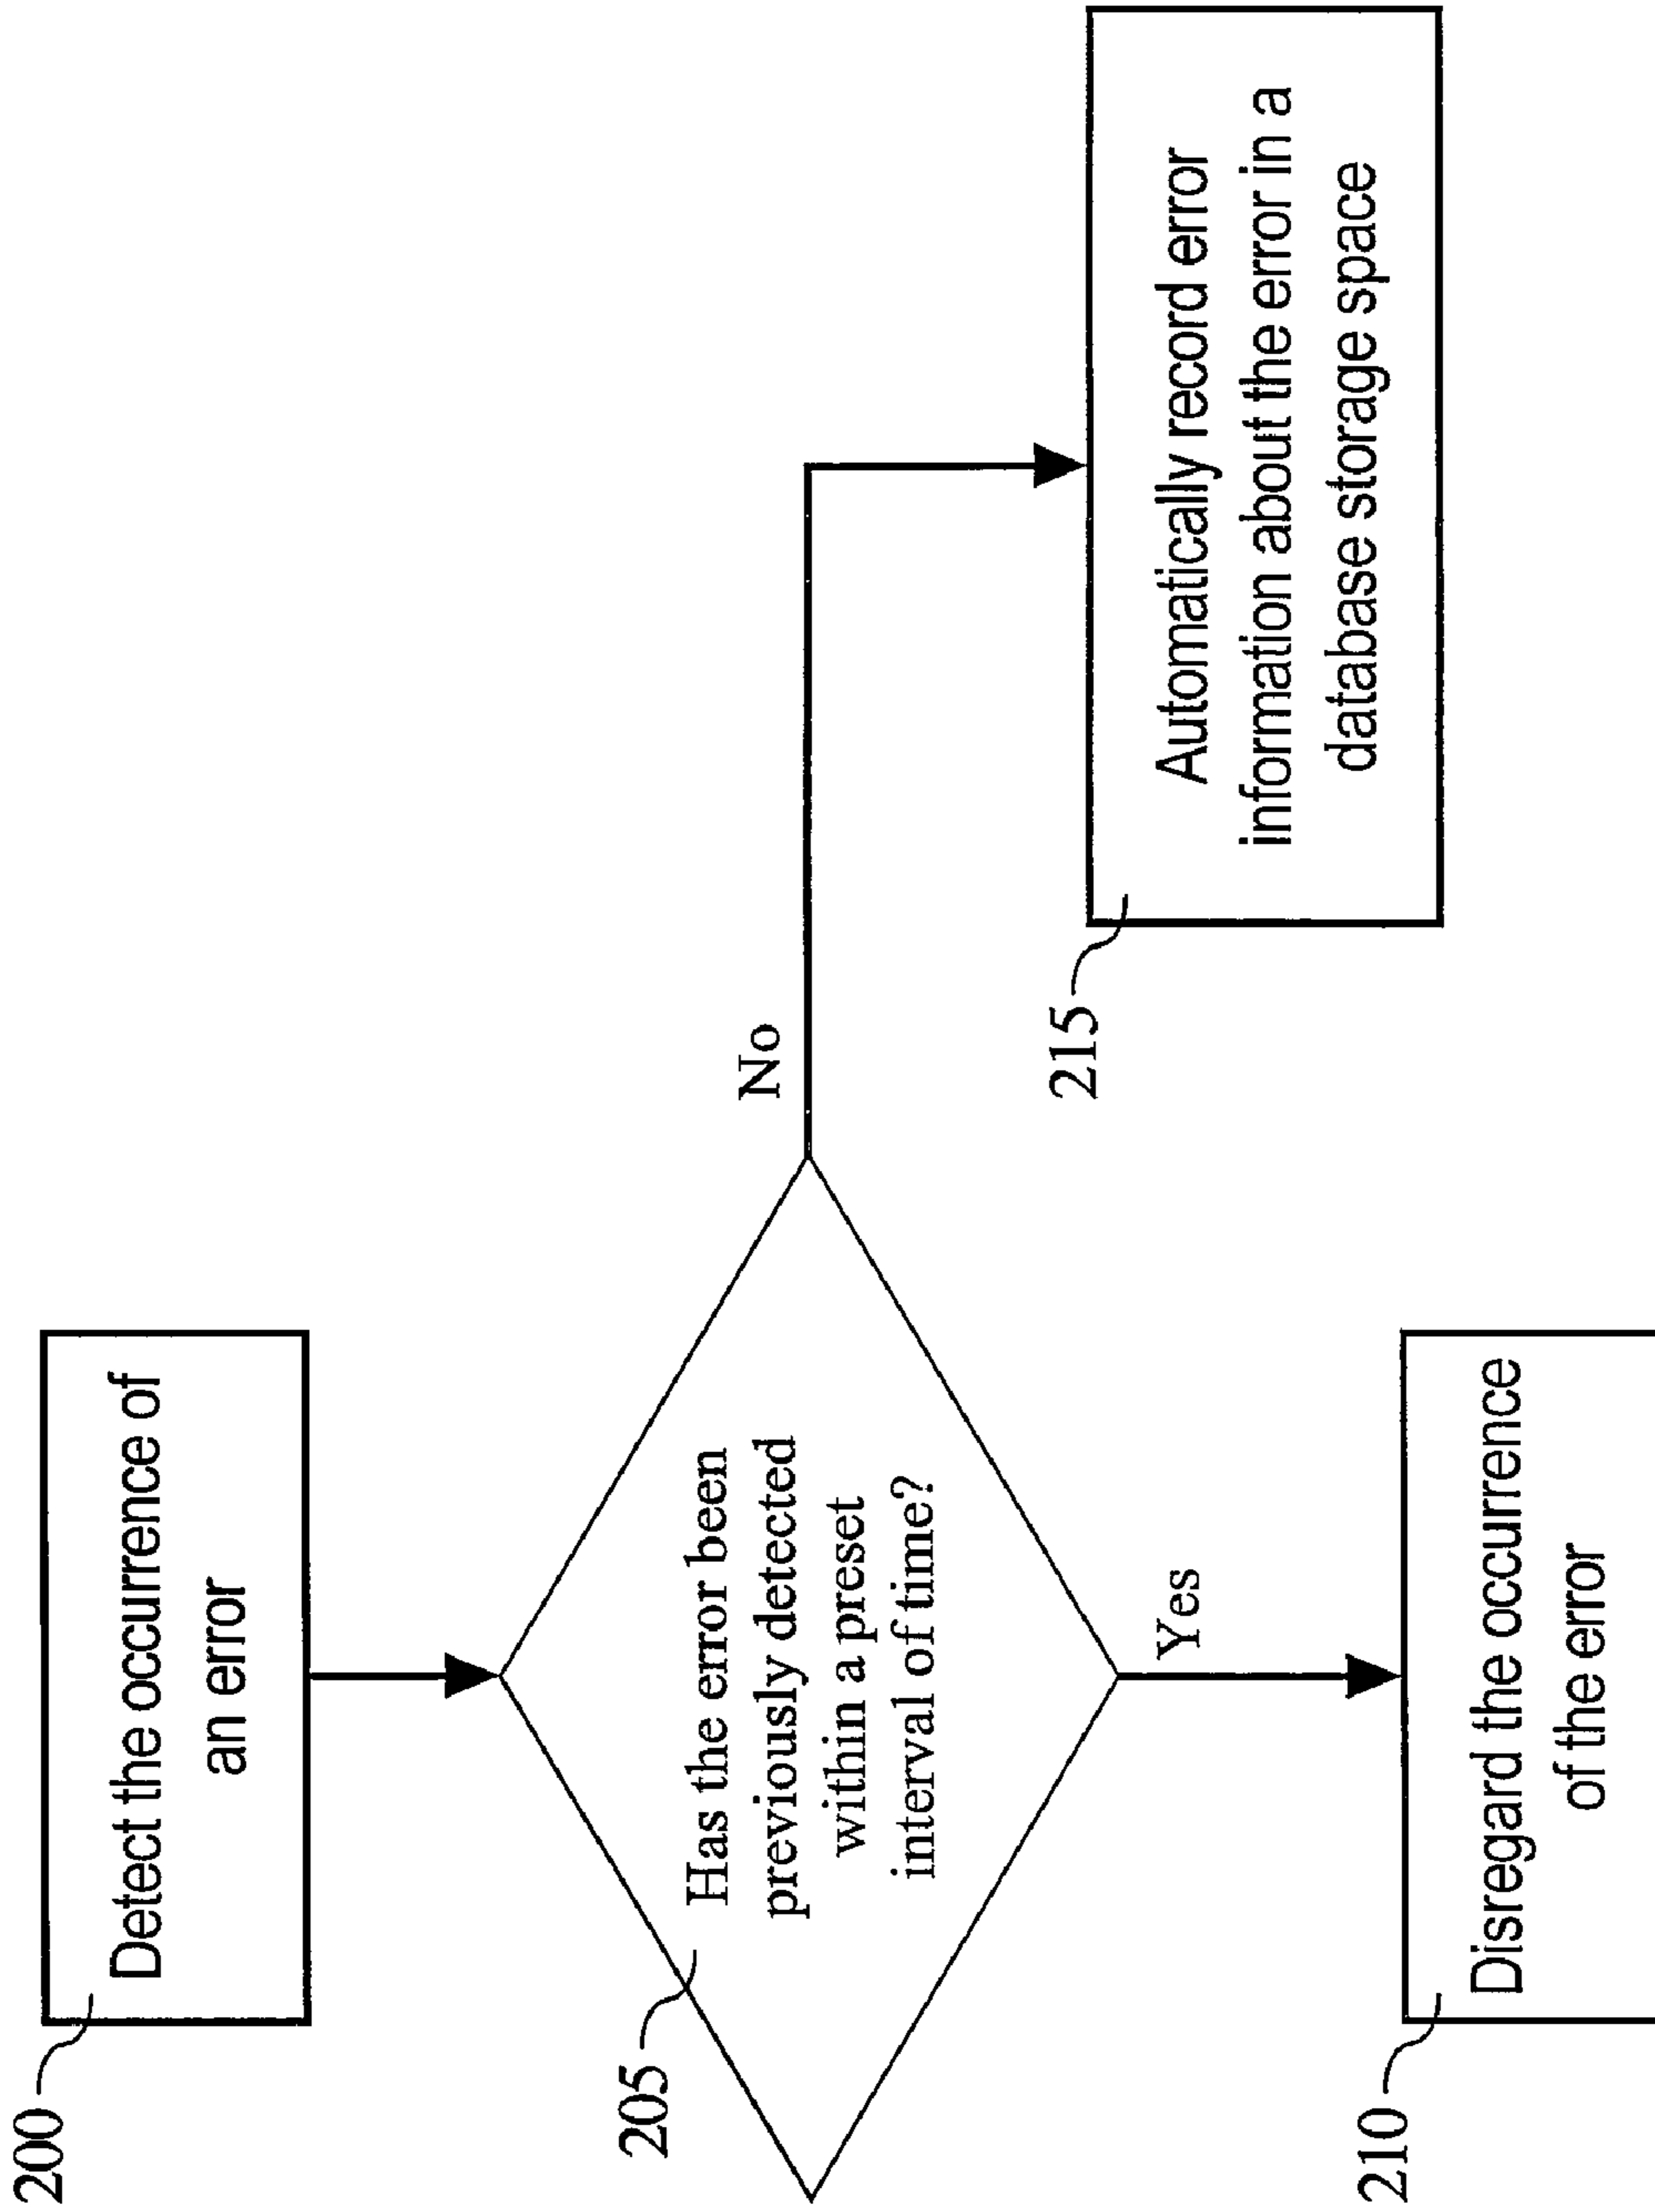 200
Detect the occurrence of
an error
205
Has the error been
previously detected
within a preset
interval of time?
No
Yes
210
Disregard the occurrence
of the error
215
Automatically record error
information about the error in a
database storage space